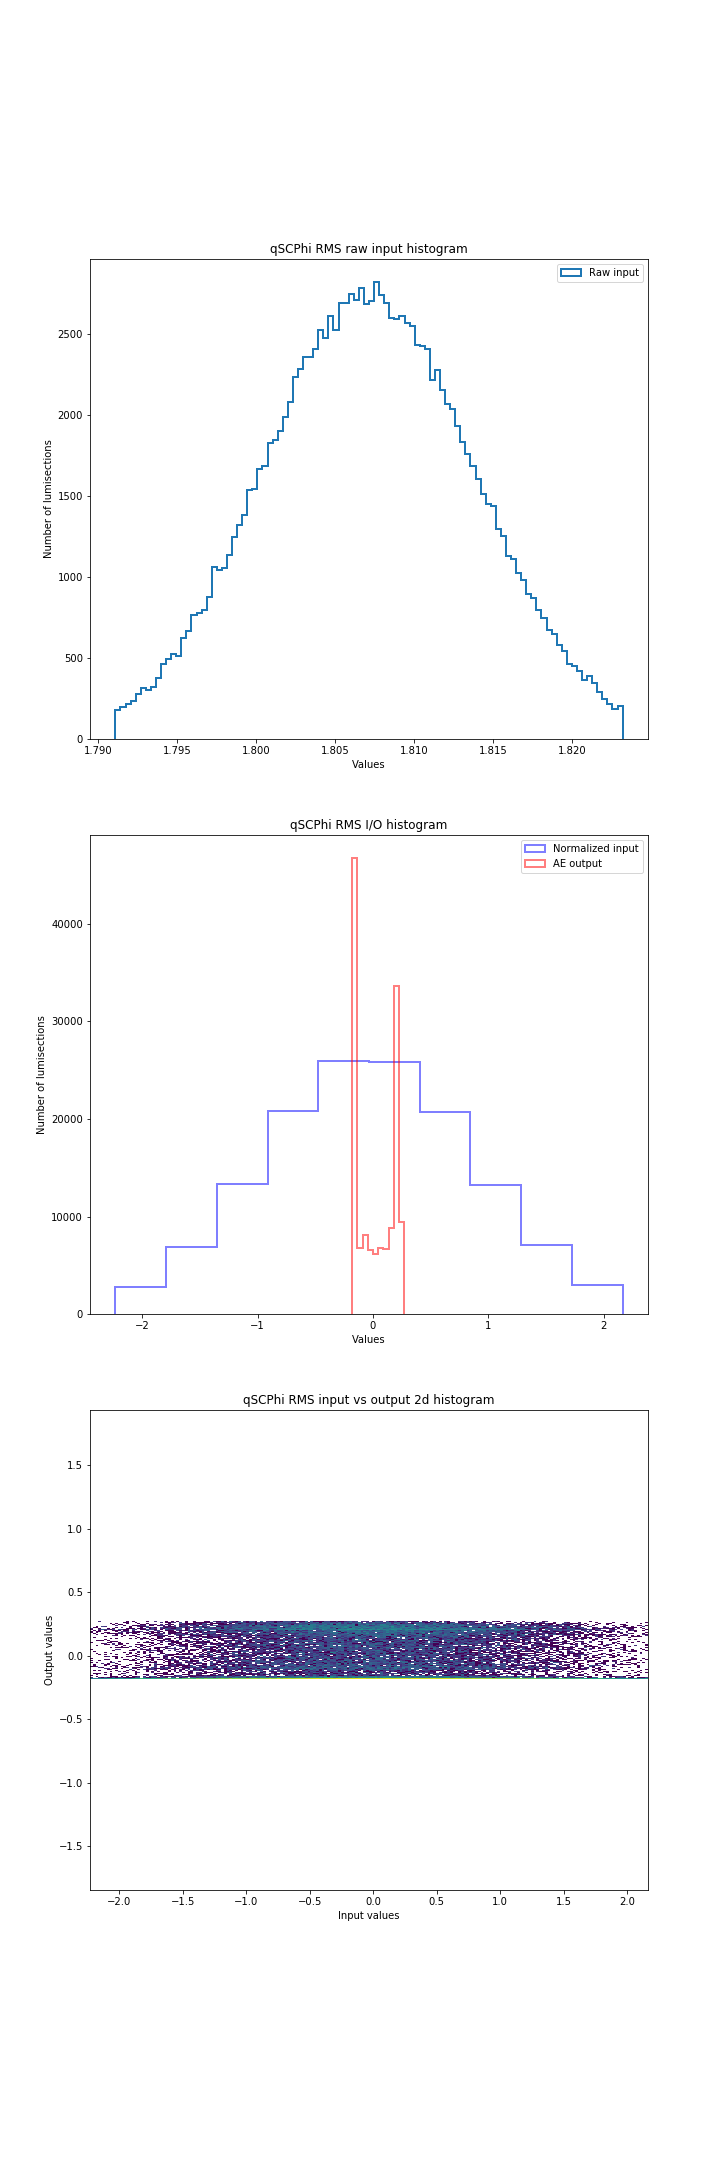 qSCPhi RMS raw input histogram
Raw input
2500
2000
1500
1000
500
0
Number of lumisections
1.790 1.795 1.800 1.805 1.810 1.815 1.820
Values
qSCPhi RMS I/O histogram
Normalized input
AE output
40000
30000
20000
10000
0
Number of lumisections
−2 −1 0 1 2
Values
qSCPhi RMS input vs output 2d histogram
1.5
1.0
0.5
0.0
−0.5
−1.0
−1.5
Output values
−2.0 −1.5 −1.0 −0.5 0.0 0.5 1.0 1.5 2.0
Input values